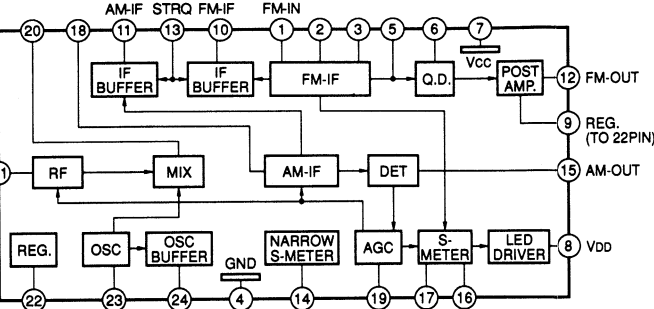 AM-IF STRQ FM-IF FM-IN
20 18 11 13 10 1 2 3 5 6 7
Vcc
IF BUFFER
IF BUFFER
FM-IF
Q.D.
POST AMP.
12 FM-OUT
9 REG. (TO 22PIN)
1
RF
MIX
AM-IF
DET
15 AM-OUT
REG.
OSC
OSC BUFFER
GND
NARROW S-METER
AGC
S-METER
LED DRIVER
8 VDD
22 23 24 4 14 19 17 16